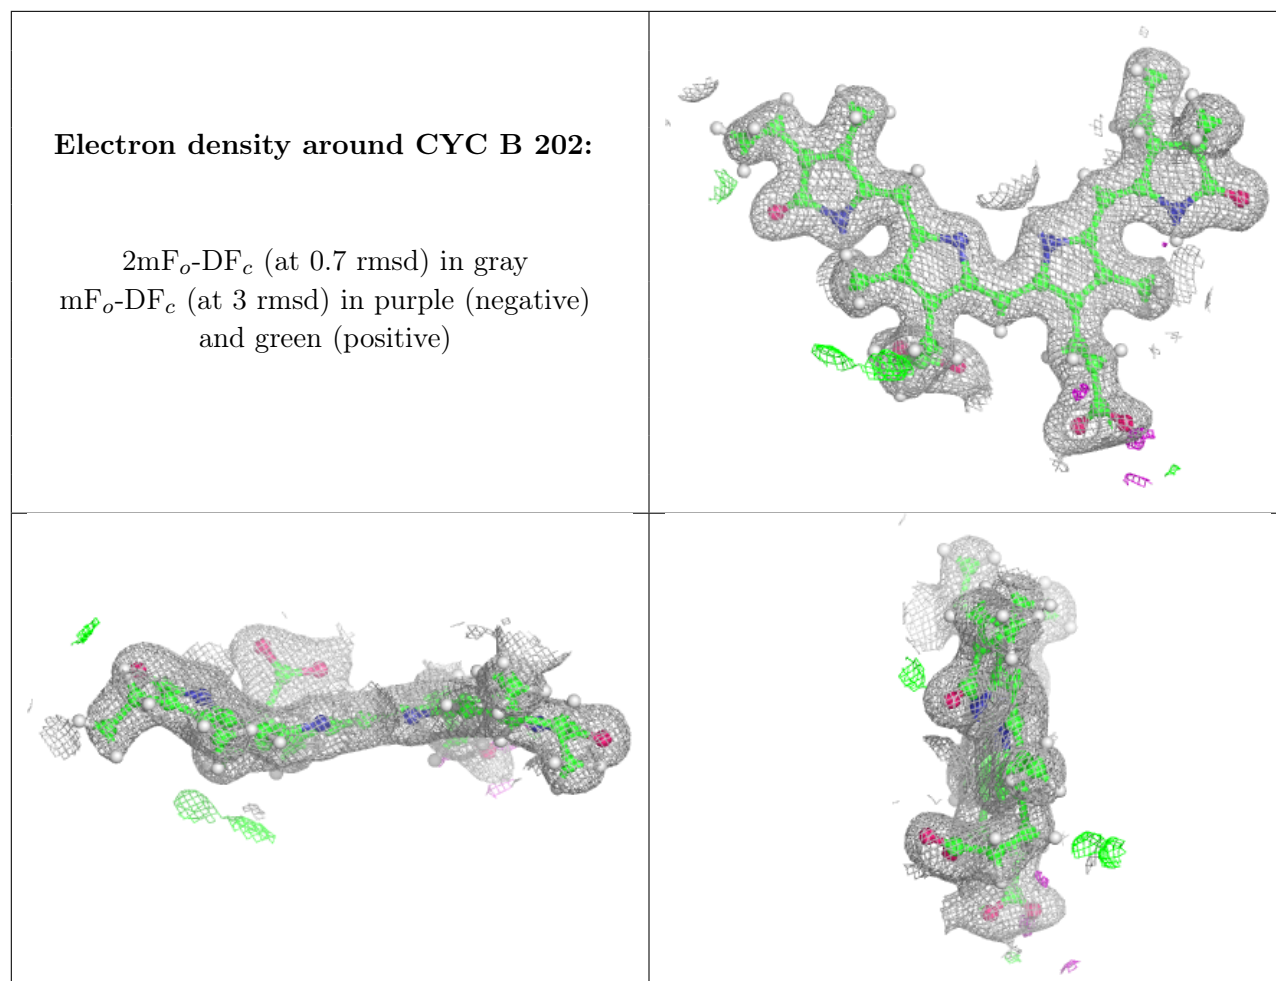 Electron density around CYC B 202:
2mFo-DFc (at 0.7 rmsd) in gray
mFo-DFc (at 3 rmsd) in purple (negative)
and green (positive)